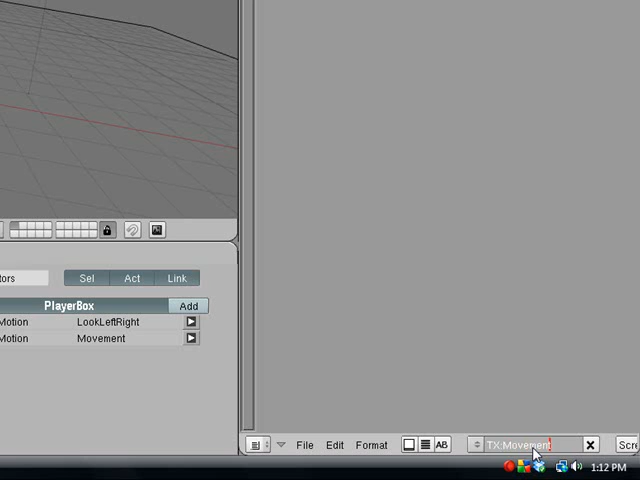 tors Sel Act Link
PlayerBox Add
Motion LookLeftRight
Motion Movement
File Edit Format AB TX:Movement Scre
1:12 PM